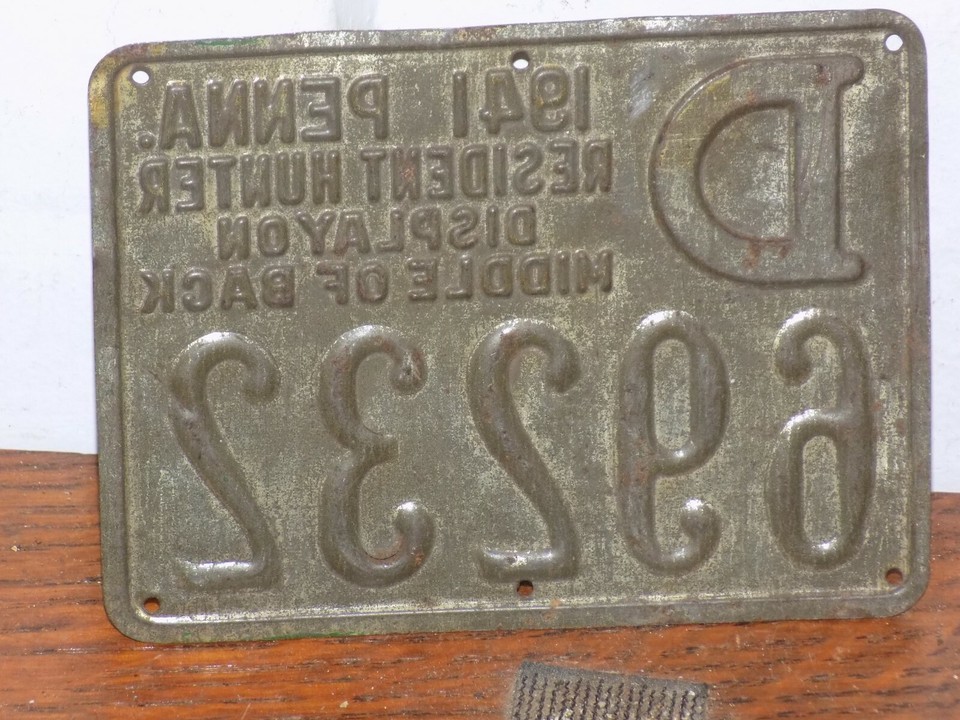 D
1941 PENNA.
RESIDENT HUNTER
DISPLAY ON
MIDDLE OF BACK
69232